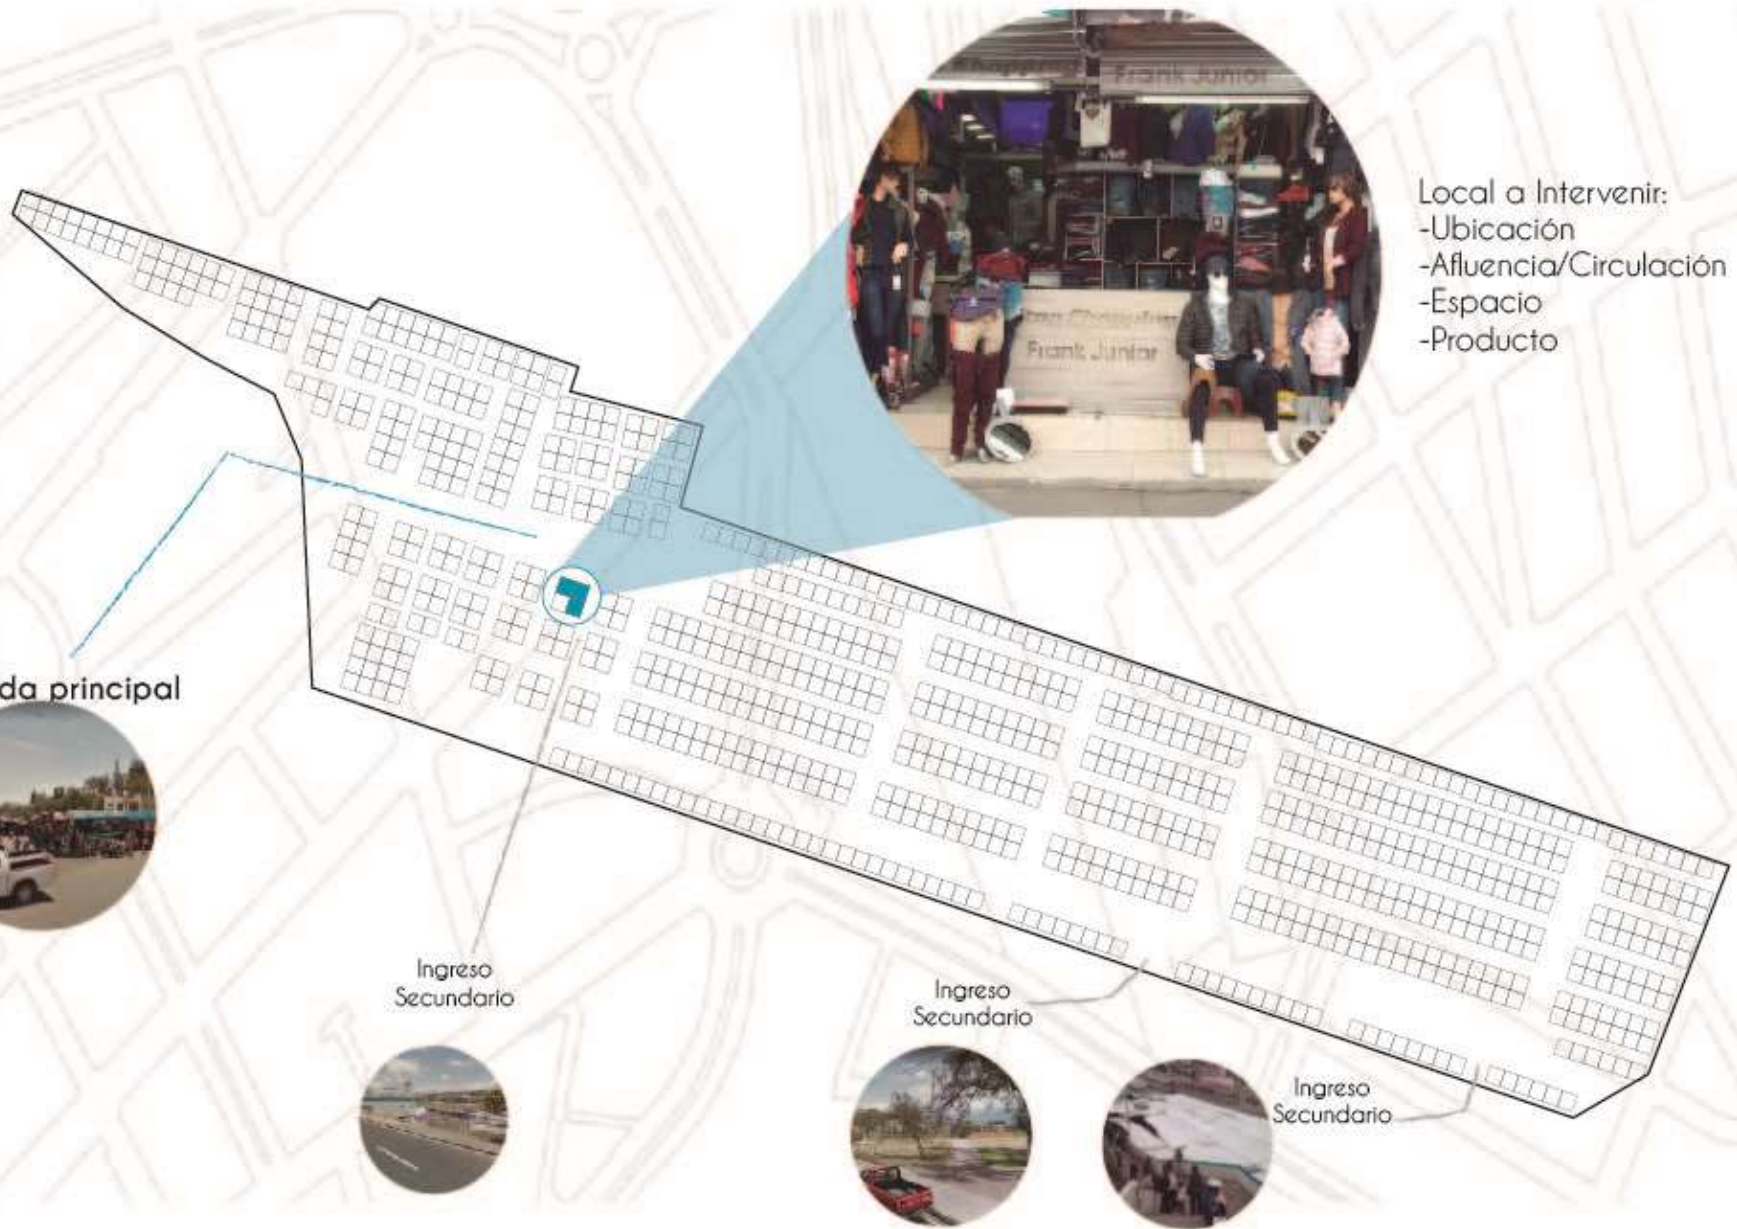 Frank Junior
Frank Junior
Local a Intervenir:
-Ubicación
-Afluencia/Circulación
-Espacio
-Producto
da principal
Ingreso
Secundario
Ingreso
Secundario
Ingreso
Secundario